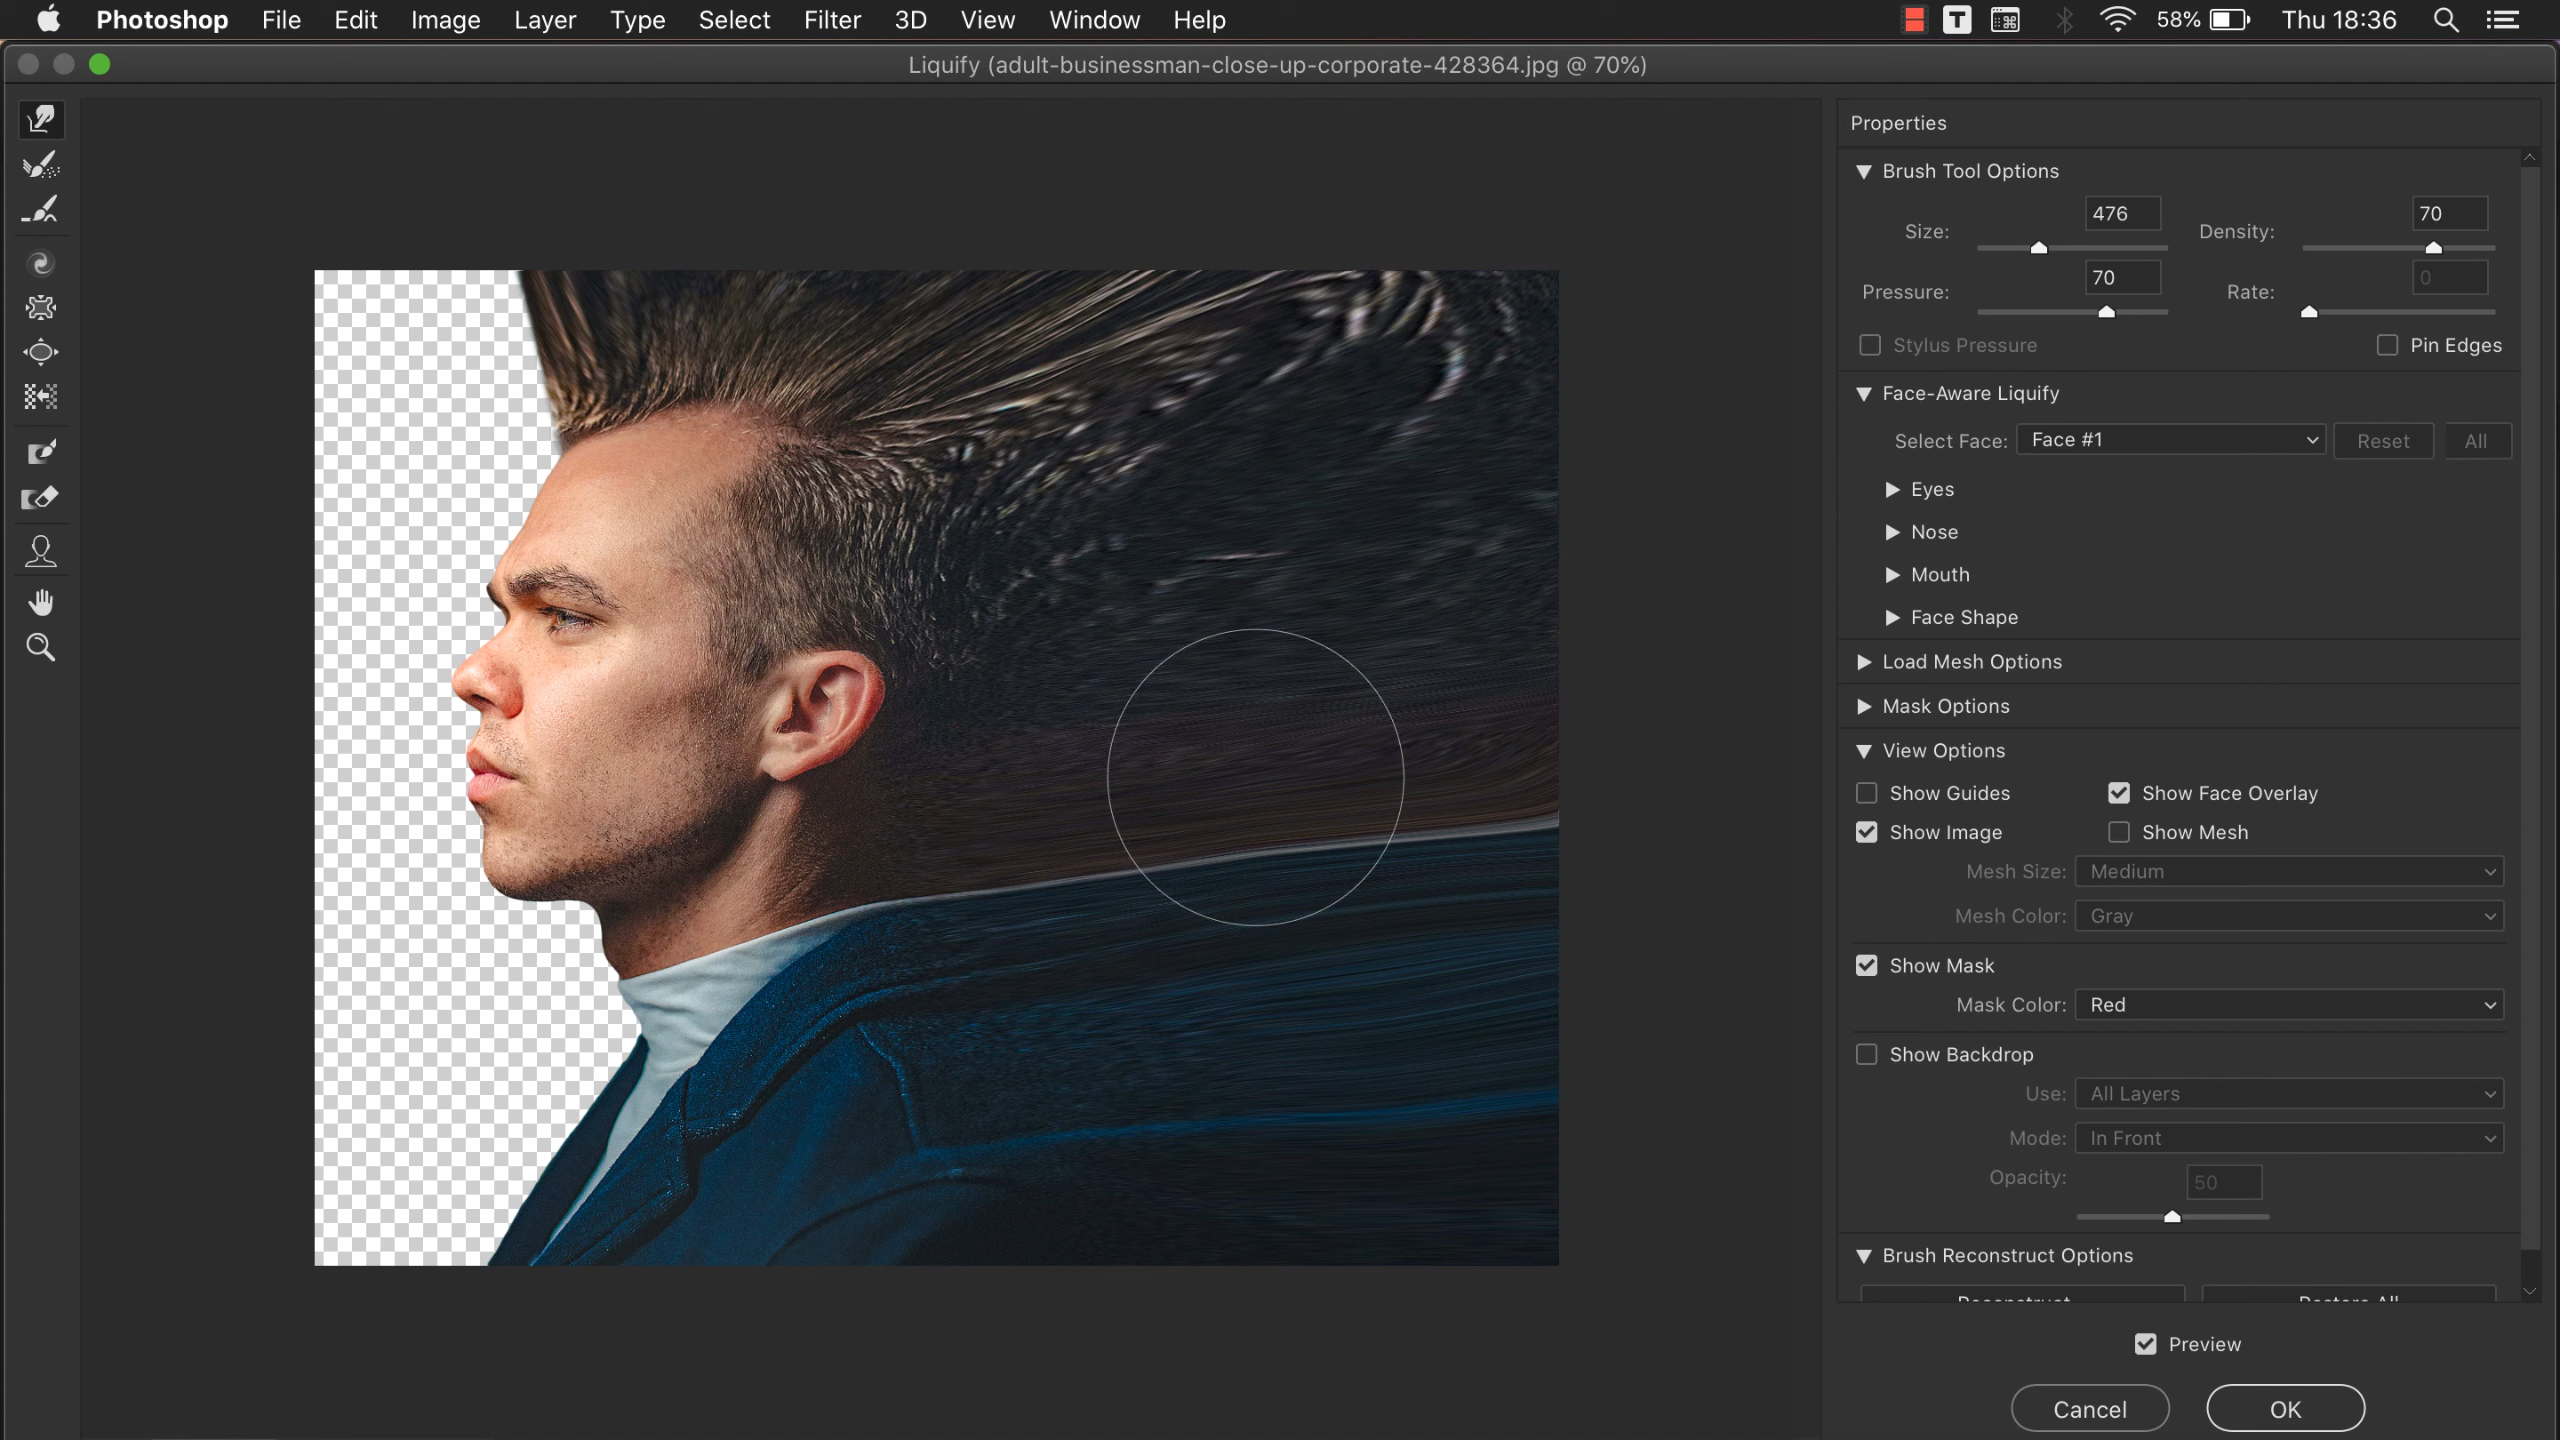 Photoshop File Edit Image Layer Type Select Filter 3D View Window Help T 58% Thu 18:36
Liquify (adult-businessman-close-up-corporate-428364.jpg @ 70%)
Properties
Brush Tool Options
Size: 476 Density: 70
Pressure: 70 Rate: 0
Stylus Pressure Pin Edges
Face-Aware Liquify
Select Face: Face #1 Reset All
Eyes
Nose
Mouth
Face Shape
Load Mesh Options
Mask Options
View Options
Show Guides Show Face Overlay
Show Image Show Mesh
Mesh Size: Medium
Mesh Color: Gray
Show Mask
Mask Color: Red
Show Backdrop
Use: All Layers
Mode: In Front
Opacity: 50
Brush Reconstruct Options
Reconstruct... Restore All
Preview
Cancel OK